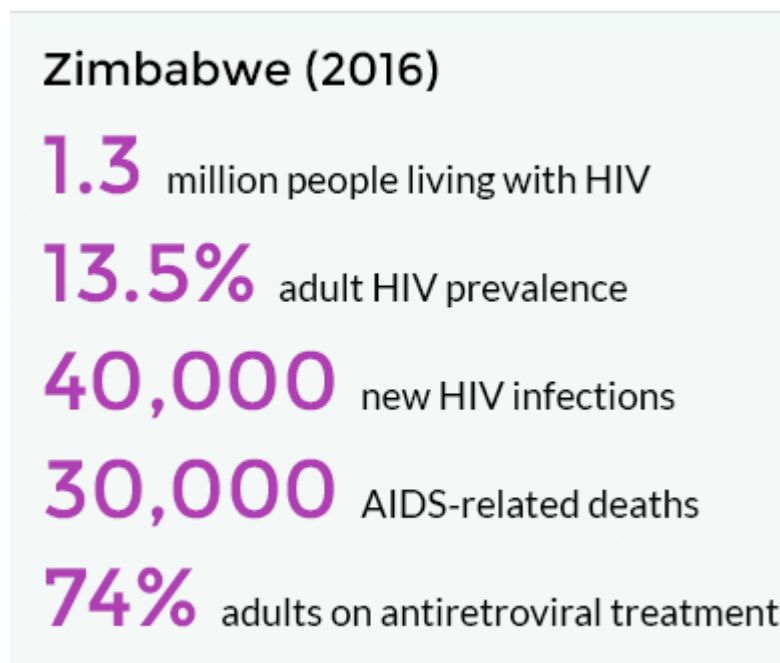 Zimbabwe (2016)
1.3 million people living with HIV
13.5% adult HIV prevalence
40,000 new HIV infections
30,000 AIDS-related deaths
74% adults on antiretroviral treatment